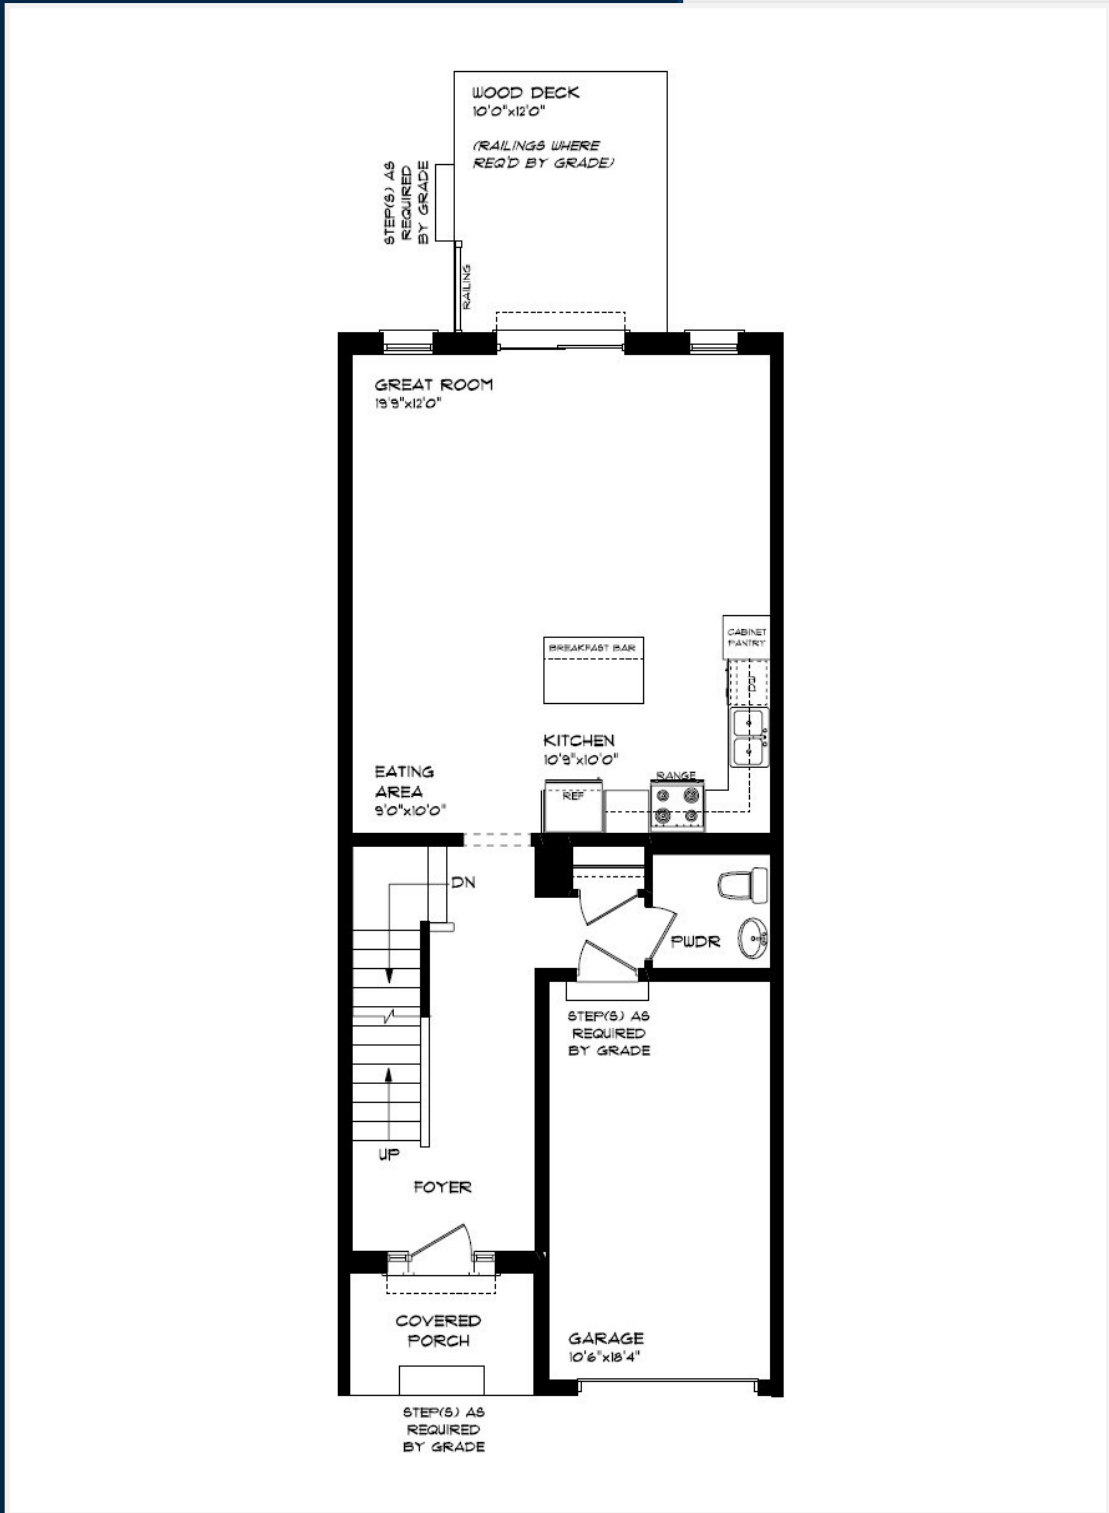 WOOD DECK
10'0"x12'0"
(RAILINGS WHERE
REQ'D BY GRADE)
STEP(S) AS
REQUIRED
BY GRADE
RAILING
GREAT ROOM
19'9"x12'0"
CABINET
PANTRY
BREAKFAST BAR
DW
KITCHEN
10'9"x10'0"
EATING
AREA
9'0"x10'0"
REF
RANGE
DN
PWDR
STEP(S) AS
REQUIRED
BY GRADE
UP
FOYER
COVERED
PORCH
GARAGE
10'6"x18'4"
STEP(S) AS
REQUIRED
BY GRADE